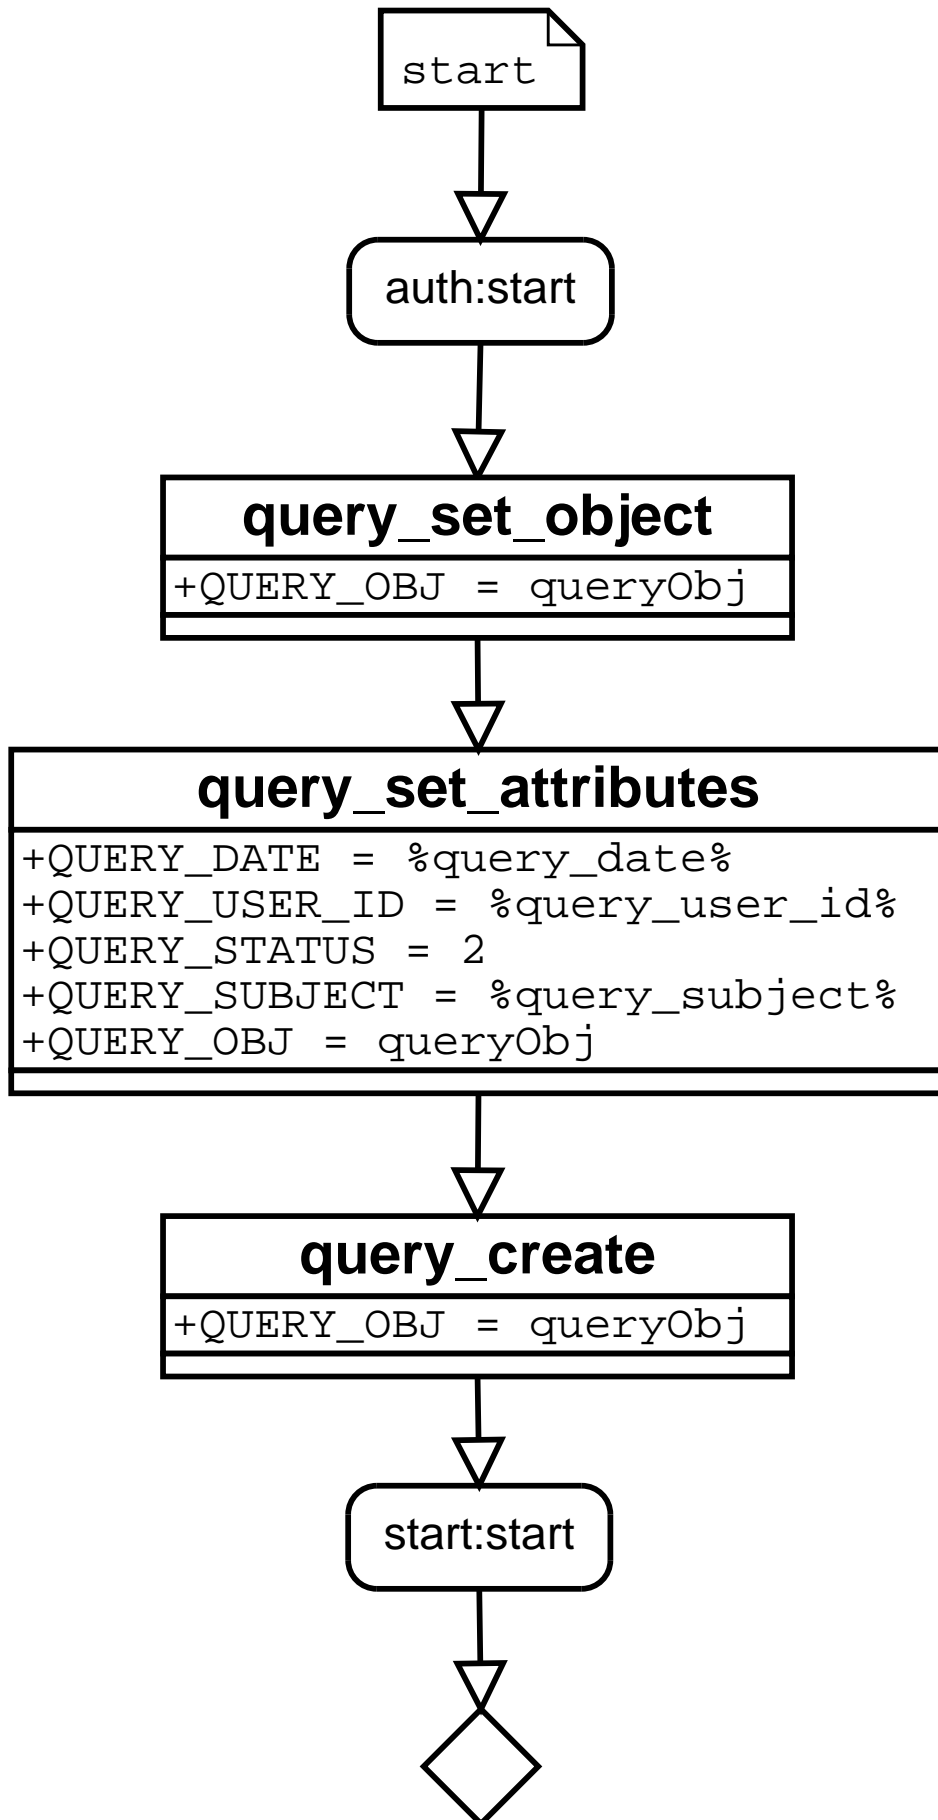 start
auth:start
query_set_object
+QUERY_OBJ = queryObj
query_set_attributes
+QUERY_DATE = %query_date%
+QUERY_USER_ID = %query_user_id%
+QUERY_STATUS = 2
+QUERY_SUBJECT = %query_subject%
+QUERY_OBJ = queryObj
query_create
+QUERY_OBJ = queryObj
start:start